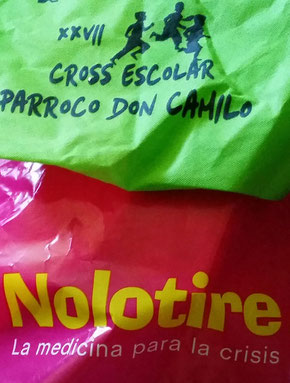 XXVII
CROSS ESCOLAR
PARROCO DON CAMILO
Nolotire
La medicina para la crisis